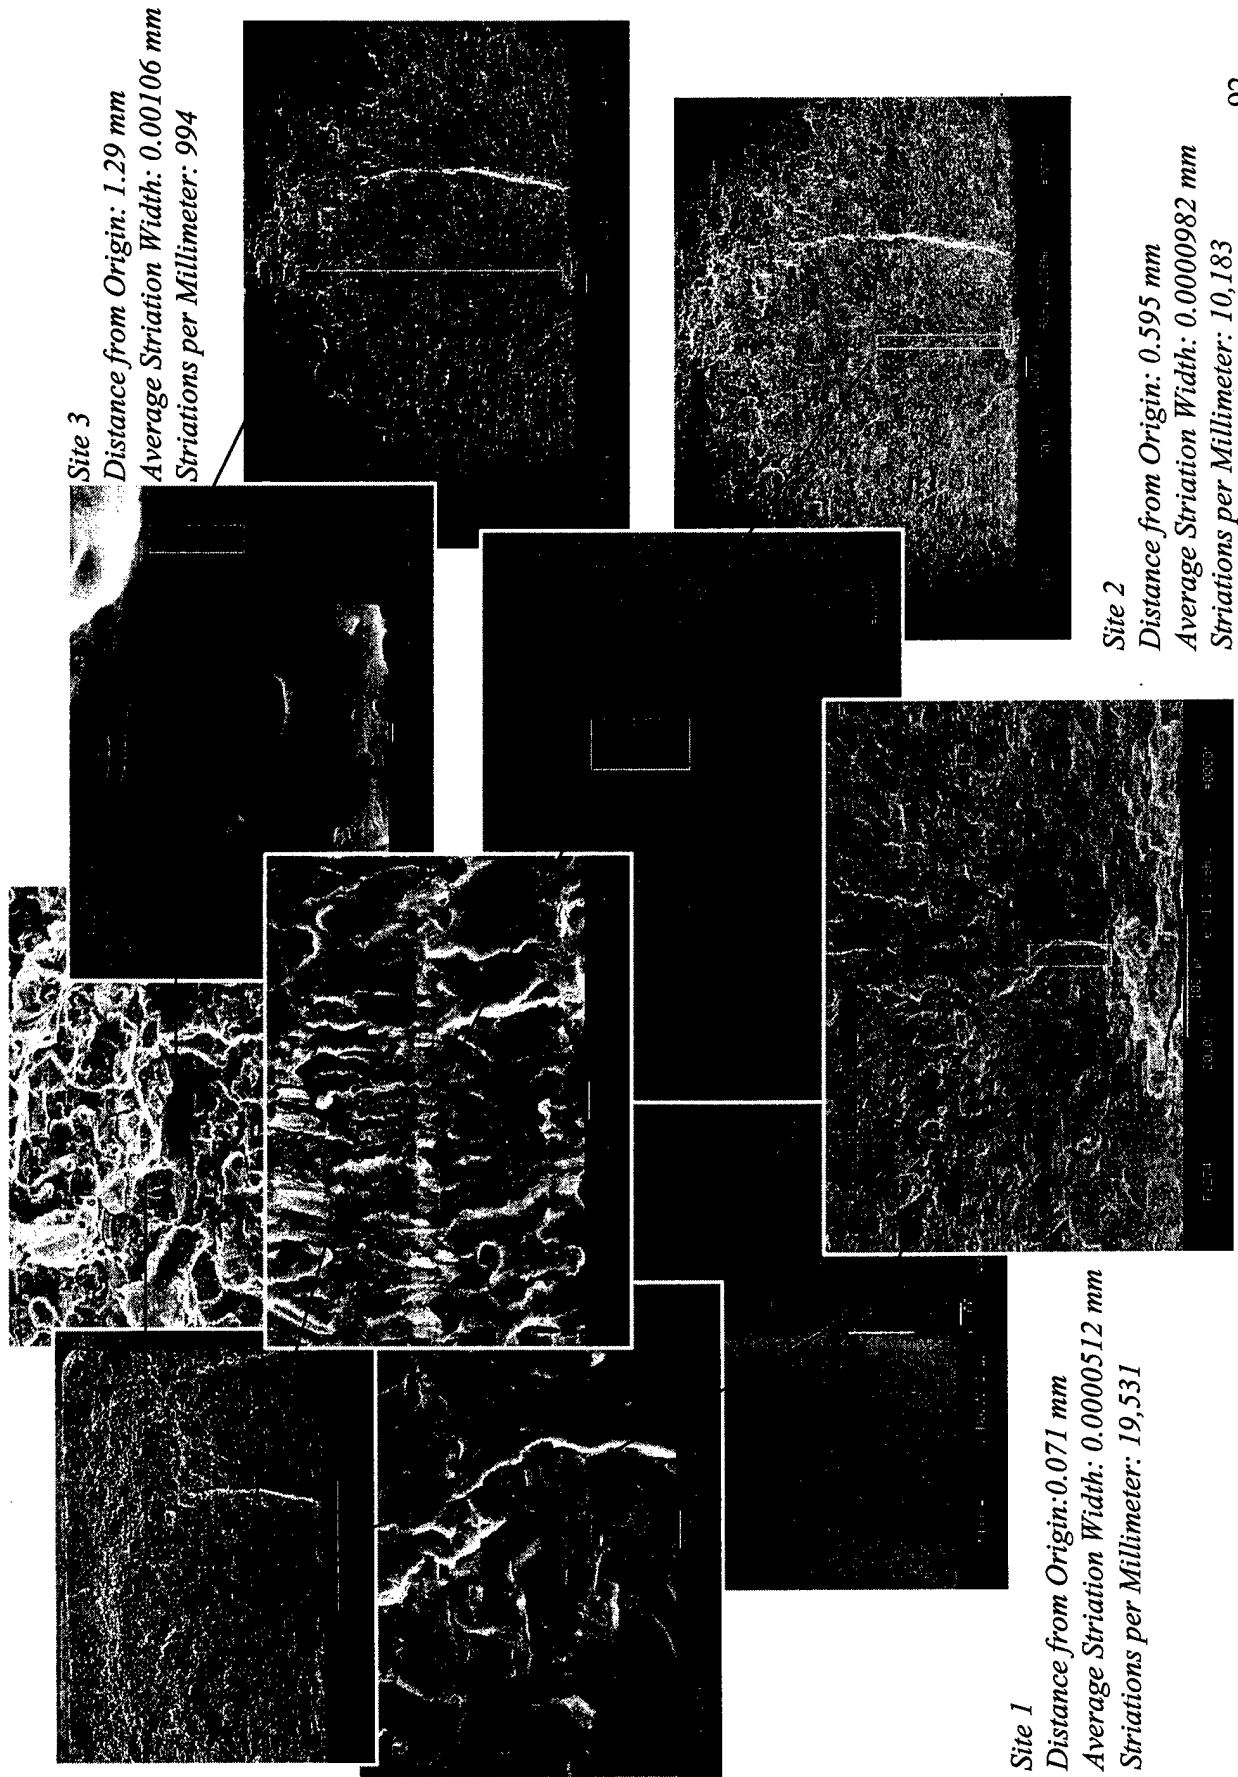 Site 3
Distance from Origin: 1.29 mm
Average Striation Width: 0.00106 mm
Striations per Millimeter: 994
Site 2
Distance from Origin: 0.595 mm
Average Striation Width: 0.0000982 mm
Striations per Millimeter: 10,183
Site 1
Distance from Origin:0.071 mm
Average Striation Width: 0.0000512 mm
Striations per Millimeter: 19,531